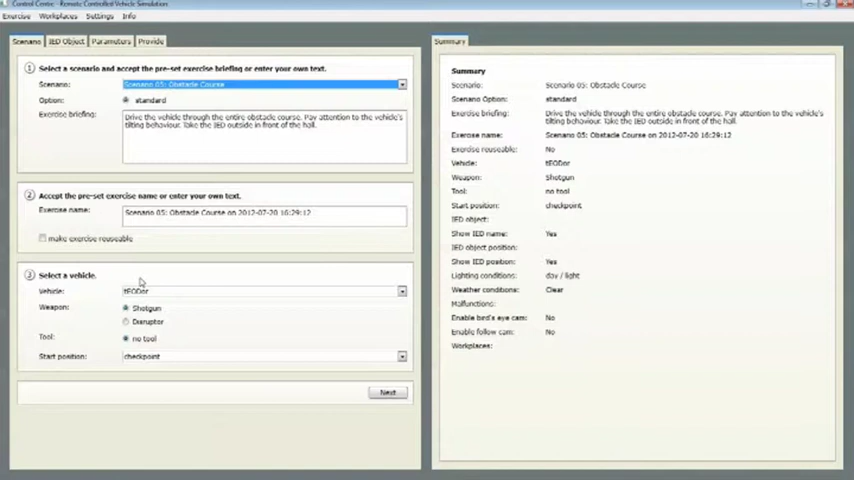 Control Centre - Remote Controlled Vehicle Simulation
Exercise Workplaces Settings Info
Scenario IED Object Parameters Provide
1 Select a scenario and accept the pre-set exercise briefing or enter your own text.
Scenario: Scenario 05: Obstacle Course
Option: standard
Exercise briefing: Drive the vehicle through the entire obstacle course. Pay attention to the vehicle's
tilting behaviour. Take the IED outside in front of the hall.
2 Accept the pre-set exercise name or enter your own text.
Exercise name: Scenario 05: Obstacle Course on 2012-07-20 16:29:12
make exercise reuseable
3 Select a vehicle.
Vehicle: tEODor
Weapon: Shotgun
Disruptor
Tool: no tool
Start position: checkpoint
Next
Summary
Summary
Scenario: Scenario 05: Obstacle Course
Scenario Option: standard
Exercise briefing: Drive the vehicle through the entire obstacle course. Pay attention to the vehicle's
tilting behaviour. Take the IED outside in front of the hall.
Exercise name: Scenario 05: Obstacle Course on 2012-07-20 16:29:12
Exercise reuseable: No
Vehicle: tEODor
Weapon: Shotgun
Tool: no tool
Start position: checkpoint
IED object:
Show IED name: Yes
IED object position:
Show IED position: Yes
Lighting conditions: day / light
Weather conditions: Clear
Malfunctions:
Enable bird's eye cam: No
Enable follow cam: No
Workplaces: